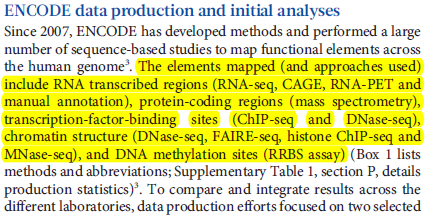 ENCODE data production and initial analyses
Since 2007, ENCODE has developed methods and performed a large
number of sequence-based studies to map functional elements across
the human genome3. The elements mapped (and approaches used)
include RNA transcribed regions (RNA-seq, CAGE, RNA-PET and
manual annotation), protein-coding regions (mass spectrometry),
transcription-factor-binding sites (ChIP-seq and DNase-seq),
chromatin structure (DNase-seq, FAIRE-seq, histone ChIP-seq and
MNase-seq), and DNA methylation sites (RRBS assay) (Box 1 lists
methods and abbreviations; Supplementary Table 1, section P, details
production statistics)3. To compare and integrate results across the
different laboratories, data production efforts focused on two selected